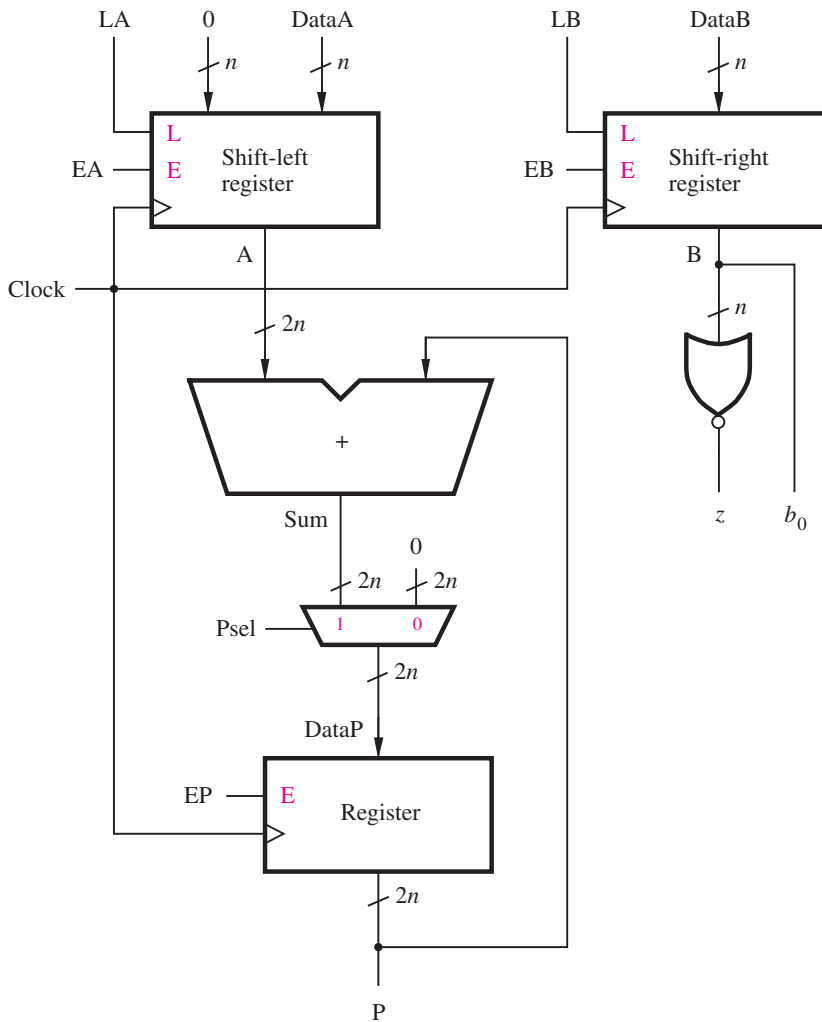 LA 0 DataA LB DataB
n n n
L L
EA E Shift-left register EB E Shift-right register
A B
Clock
2n n
+
Sum z b0
0
2n 2n
Psel 1 0
2n
DataP
EP E Register
2n
P